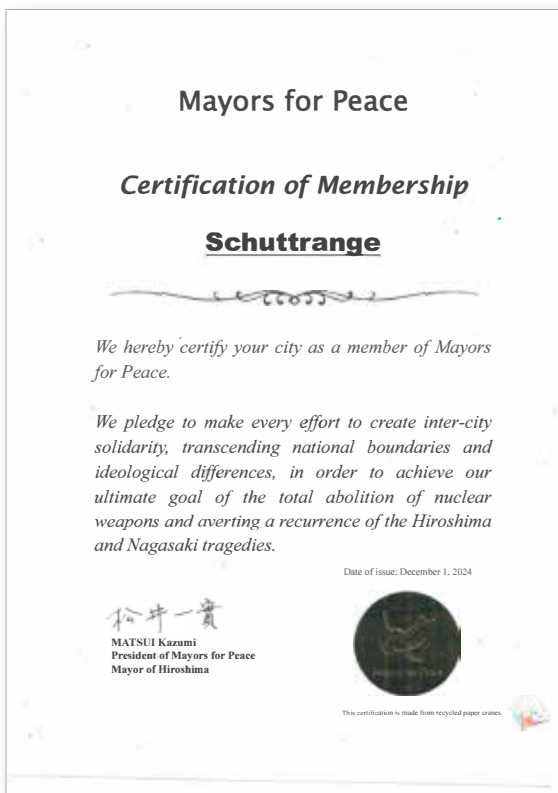 Mayors for Peace
Certification of Membership
Schuttrange
We hereby certify your city as a member of Mayors
for Peace.
We pledge to make every effort to create inter-city
solidarity, transcending national boundaries and
ideological differences, in order to achieve our
ultimate goal of the total abolition of nuclear
weapons and averting a recurrence of the Hiroshima
and Nagasaki tragedies.
Date of issue: December 1, 2024
松井一實
MATSUI Kazumi
President of Mayors for Peace
Mayor of Hiroshima
Mayors for Peace
This certification is made from recycled paper cranes.